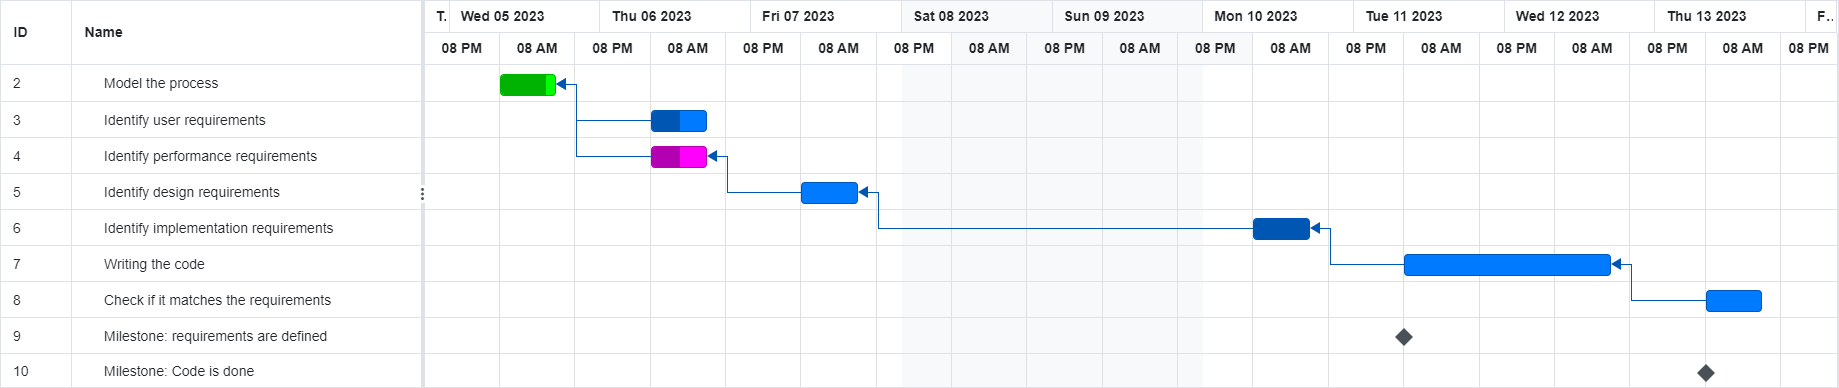 ID Name T. Wed 05 2023 Thu 06 2023 Fri 07 2023 Sat 08 2023 Sun 09 2023 Mon 10 2023 Tue 11 2023 Wed 12 2023 Thu 13 2023 F..
08 PM 08 AM 08 PM 08 AM 08 PM 08 AM 08 PM 08 AM 08 PM 08 AM 08 PM 08 AM 08 PM 08 AM 08 PM 08 AM 08 PM 08 AM 08 PM
2 Model the process
3 Identify user requirements
4 Identify performance requirements
5 Identify design requirements
6 Identify implementation requirements
7 Writing the code
8 Check if it matches the requirements
9 Milestone: requirements are defined
10 Milestone: Code is done